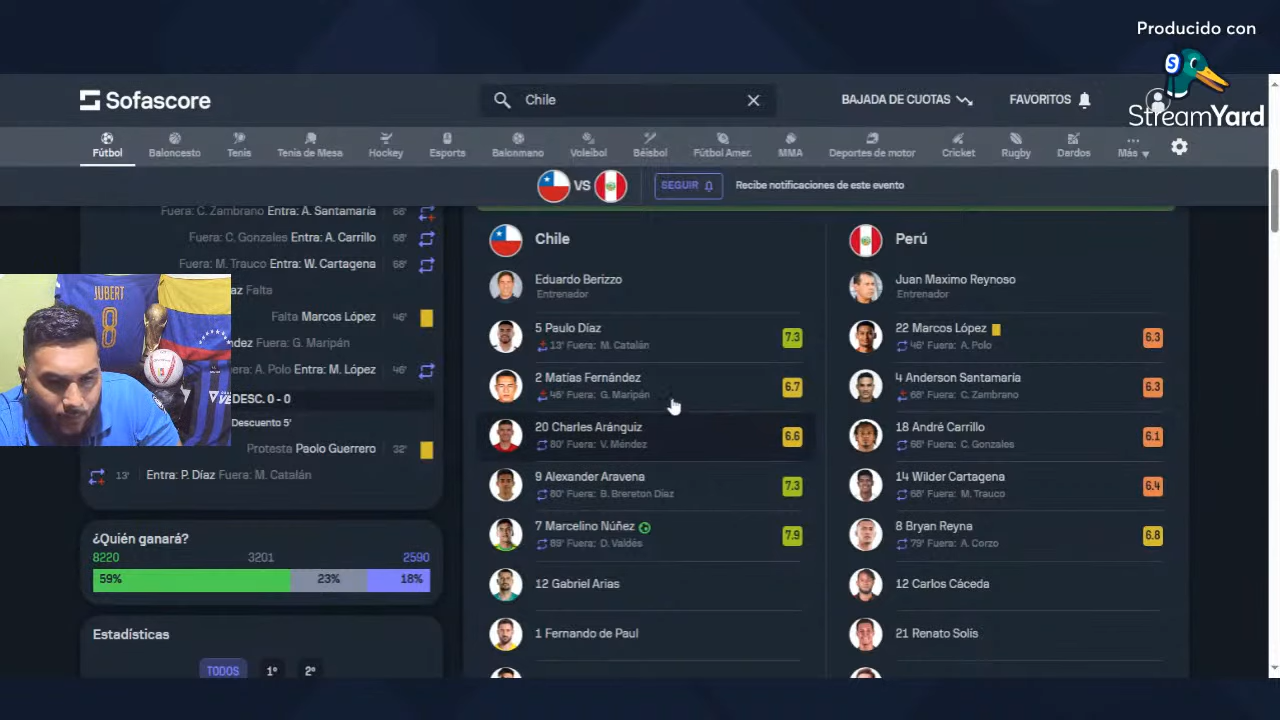 Producido con
StreamYard
Sofascore
Chile
BAJADA DE CUOTAS
FAVORITOS
Fútbol
Baloncesto
Tenis
Tenis de Mesa
Hockey
Esports
Balonmano
Voleibol
Béisbol
Fútbol Amer.
MMA
Deportes de motor
Cricket
Rugby
Dardos
Más
VS
SEGUIR
Recibe notificaciones de este evento
Fuera: C. Zambrano Entra: A. Santamaría 68'
Fuera: C. Gonzales Entra: A. Carrillo 68'
Fuera: M. Trauco Entra: W. Cartagena 68'
Falta
Falta Marcos López 46'
Fuera: G. Maripán
A. Polo Entra: M. López 46'
DESC. 0 - 0
Descuento 5'
Protesta Paolo Guerrero 32'
13' Entra: P. Díaz Fuera: M. Catalán
JUBERT
8
¿Quién ganará?
8220 3201 2590
59% 23% 18%
Estadísticas
TODOS 1º 2º
Chile
Eduardo Berizzo
Entrenador
5 Paulo Díaz
13' Fuera: M. Catalán
7.3
2 Matías Fernández
46' Fuera: G. Maripán
6.7
20 Charles Aránguiz
80' Fuera: V. Méndez
6.6
9 Alexander Aravena
80' Fuera: B. Brereton Díaz
7.3
7 Marcelino Núñez
89' Fuera: D. Valdés
7.9
12 Gabriel Arias
1 Fernando de Paul
Perú
Juan Maximo Reynoso
Entrenador
22 Marcos López
46' Fuera: A. Polo
6.3
4 Anderson Santamaría
68' Fuera: C. Zambrano
6.3
18 André Carrillo
68' Fuera: C. Gonzales
6.1
14 Wilder Cartagena
68' Fuera: M. Trauco
6.4
8 Bryan Reyna
79' Fuera: A. Corzo
6.8
12 Carlos Cáceda
21 Renato Solís